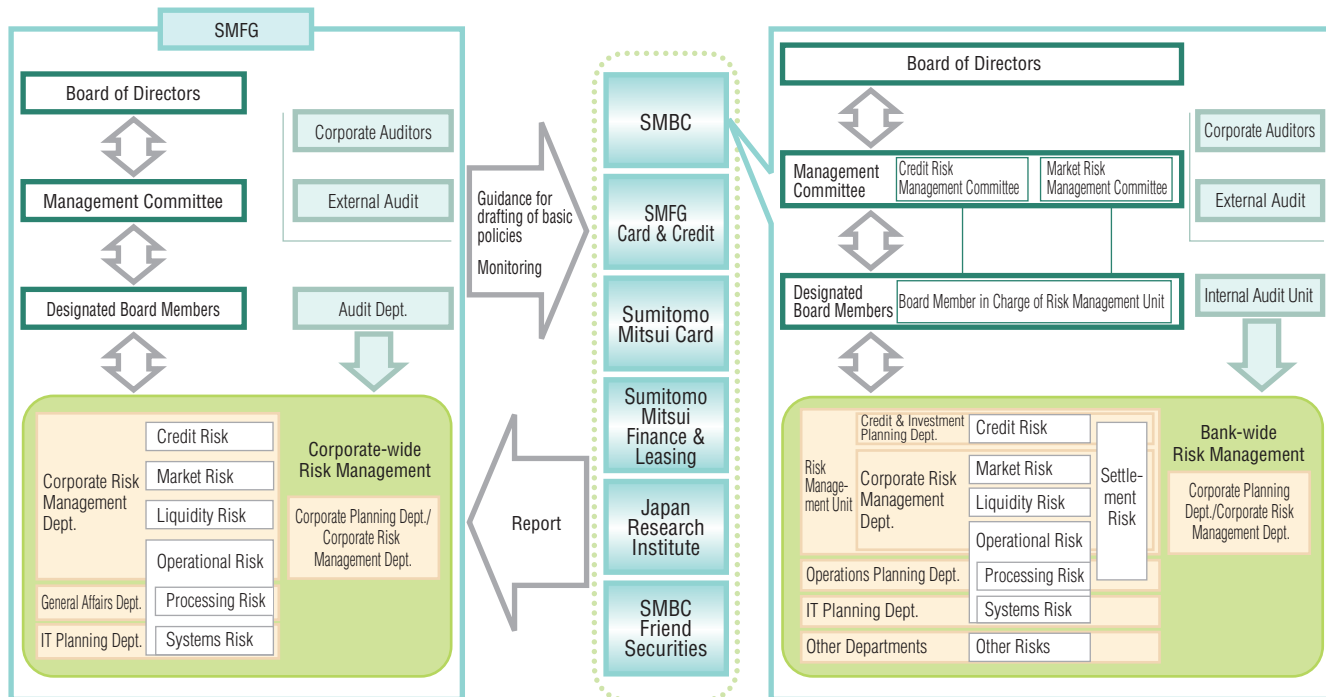 SMFG
Board of Directors
Corporate Auditors
Management Committee
External Audit
Designated Board Members
Audit Dept.
Corporate Risk
Management
Dept.
Credit Risk
Market Risk
Liquidity Risk
Operational Risk
General Affairs Dept.
Processing Risk
IT Planning Dept.
Systems Risk
Corporate-wide
Risk Management
Corporate Planning Dept./
Corporate Risk
Management Dept.
Guidance for
drafting of basic
policies
Monitoring
Report
SMBC
SMFG
Card & Credit
Sumitomo
Mitsui Card
Sumitomo
Mitsui
Finance &
Leasing
Japan
Research
Institute
SMBC
Friend
Securities
Board of Directors
Corporate Auditors
Management
Committee
Credit Risk
Management Committee
Market Risk
Management Committee
External Audit
Designated
Board Members
Board Member in Charge of Risk Management Unit
Internal Audit Unit
Risk
Manage-
ment Unit
Credit & Investment
Planning Dept.
Credit Risk
Corporate Risk
Management
Dept.
Market Risk
Liquidity Risk
Operational Risk
Settle-
ment
Risk
Operations Planning Dept.
Processing Risk
IT Planning Dept.
Systems Risk
Other Departments
Other Risks
Bank-wide
Risk Management
Corporate Planning
Dept./Corporate Risk
Management Dept.